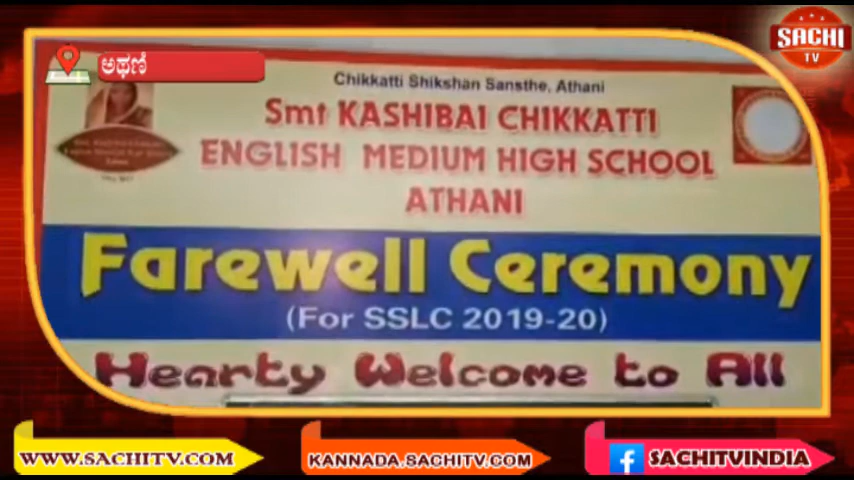 ಅಥಣಿ
SACHI
TV
Chikkatti Shikshan Sansthe, Athani
Smt KASHIBAI CHIKKATTI
ENGLISH MEDIUM HIGH SCHOOL
ATHANI
Farewell Ceremony
(For SSLC 2019-20)
Hearty Welcome to All
WWW.SACHITV.COM
KANNADA.SACHITV.COM
f SACHITVINDIA